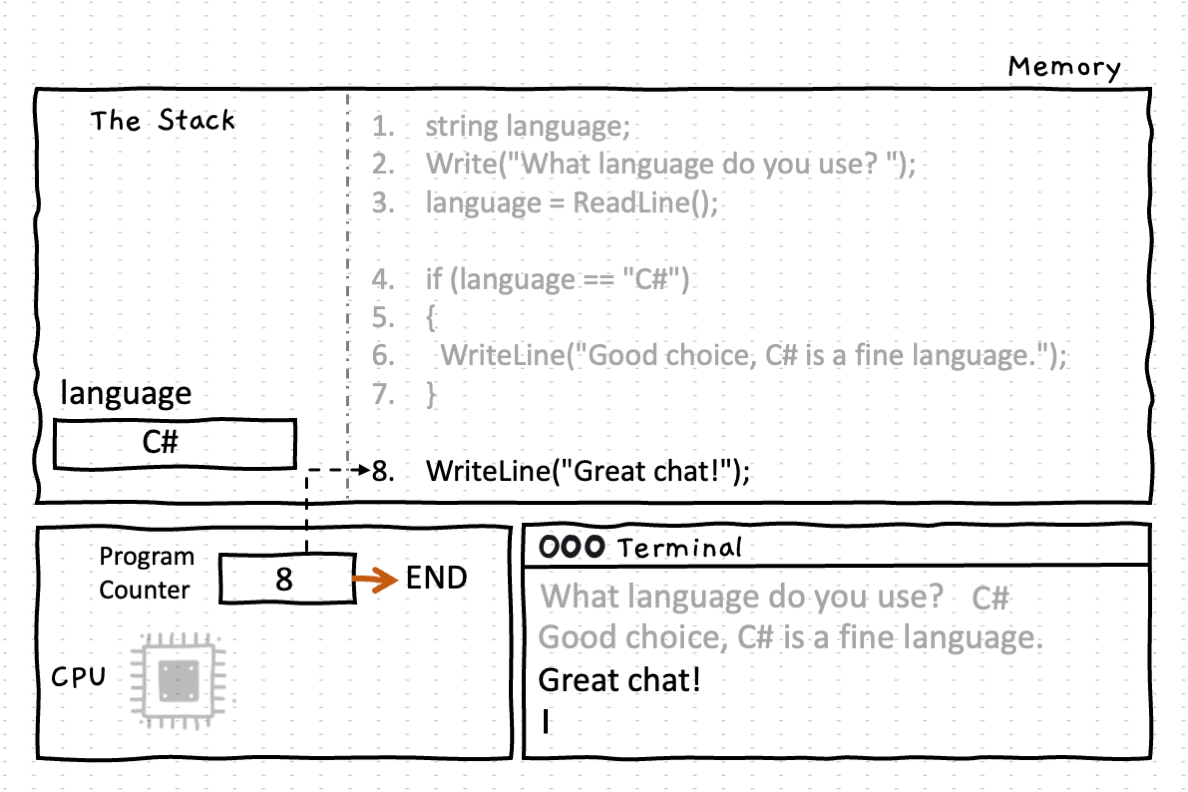 Memory
The Stack
1. string language;
2. Write("What language do you use? ");
3. language = ReadLine();
4. if (language == "C#")
5. {
6. WriteLine("Good choice, C# is a fine language.");
7. }
language
C#
8. WriteLine("Great chat!");
Program
Counter
8
END
CPU
Terminal
What language do you use? C#
Good choice, C# is a fine language.
Great chat!